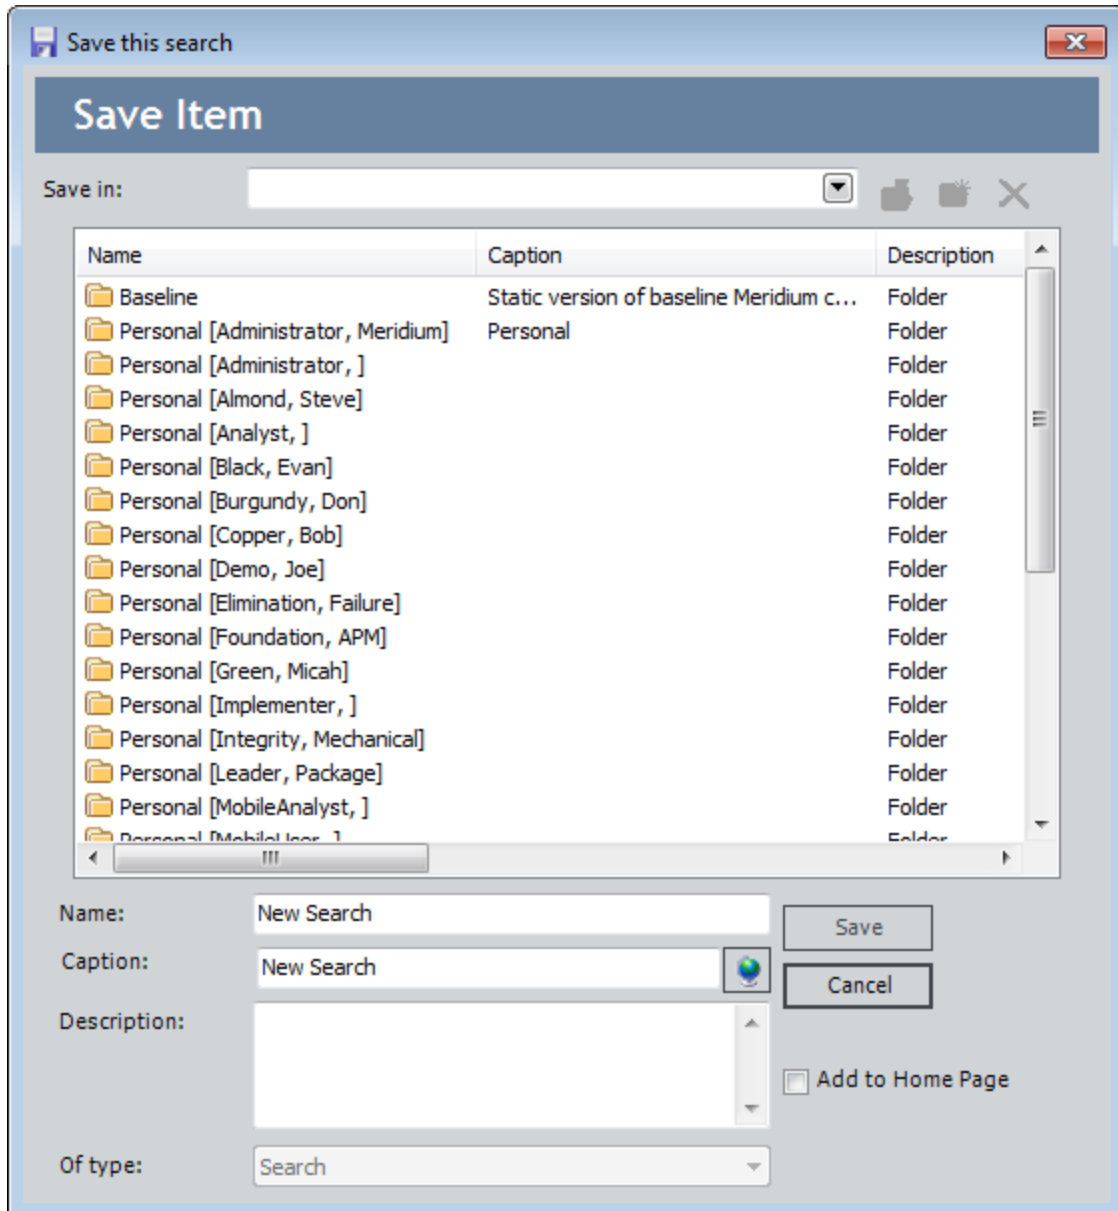 Save this search
Save Item
Save in:
Name Caption Description
Baseline Static version of baseline Meridium c... Folder
Personal [Administrator, Meridium] Personal Folder
Personal [Administrator, ] Folder
Personal [Almond, Steve] Folder
Personal [Analyst, ] Folder
Personal [Black, Evan] Folder
Personal [Burgundy, Don] Folder
Personal [Copper, Bob] Folder
Personal [Demo, Joe] Folder
Personal [Elimination, Failure] Folder
Personal [Foundation, APM] Folder
Personal [Green, Micah] Folder
Personal [Implementer, ] Folder
Personal [Integrity, Mechanical] Folder
Personal [Leader, Package] Folder
Personal [MobileAnalyst, ] Folder
Personal [MobileUser, ] Folder
Name: New Search Save
Caption: New Search Cancel
Description:
Add to Home Page
Of type: Search